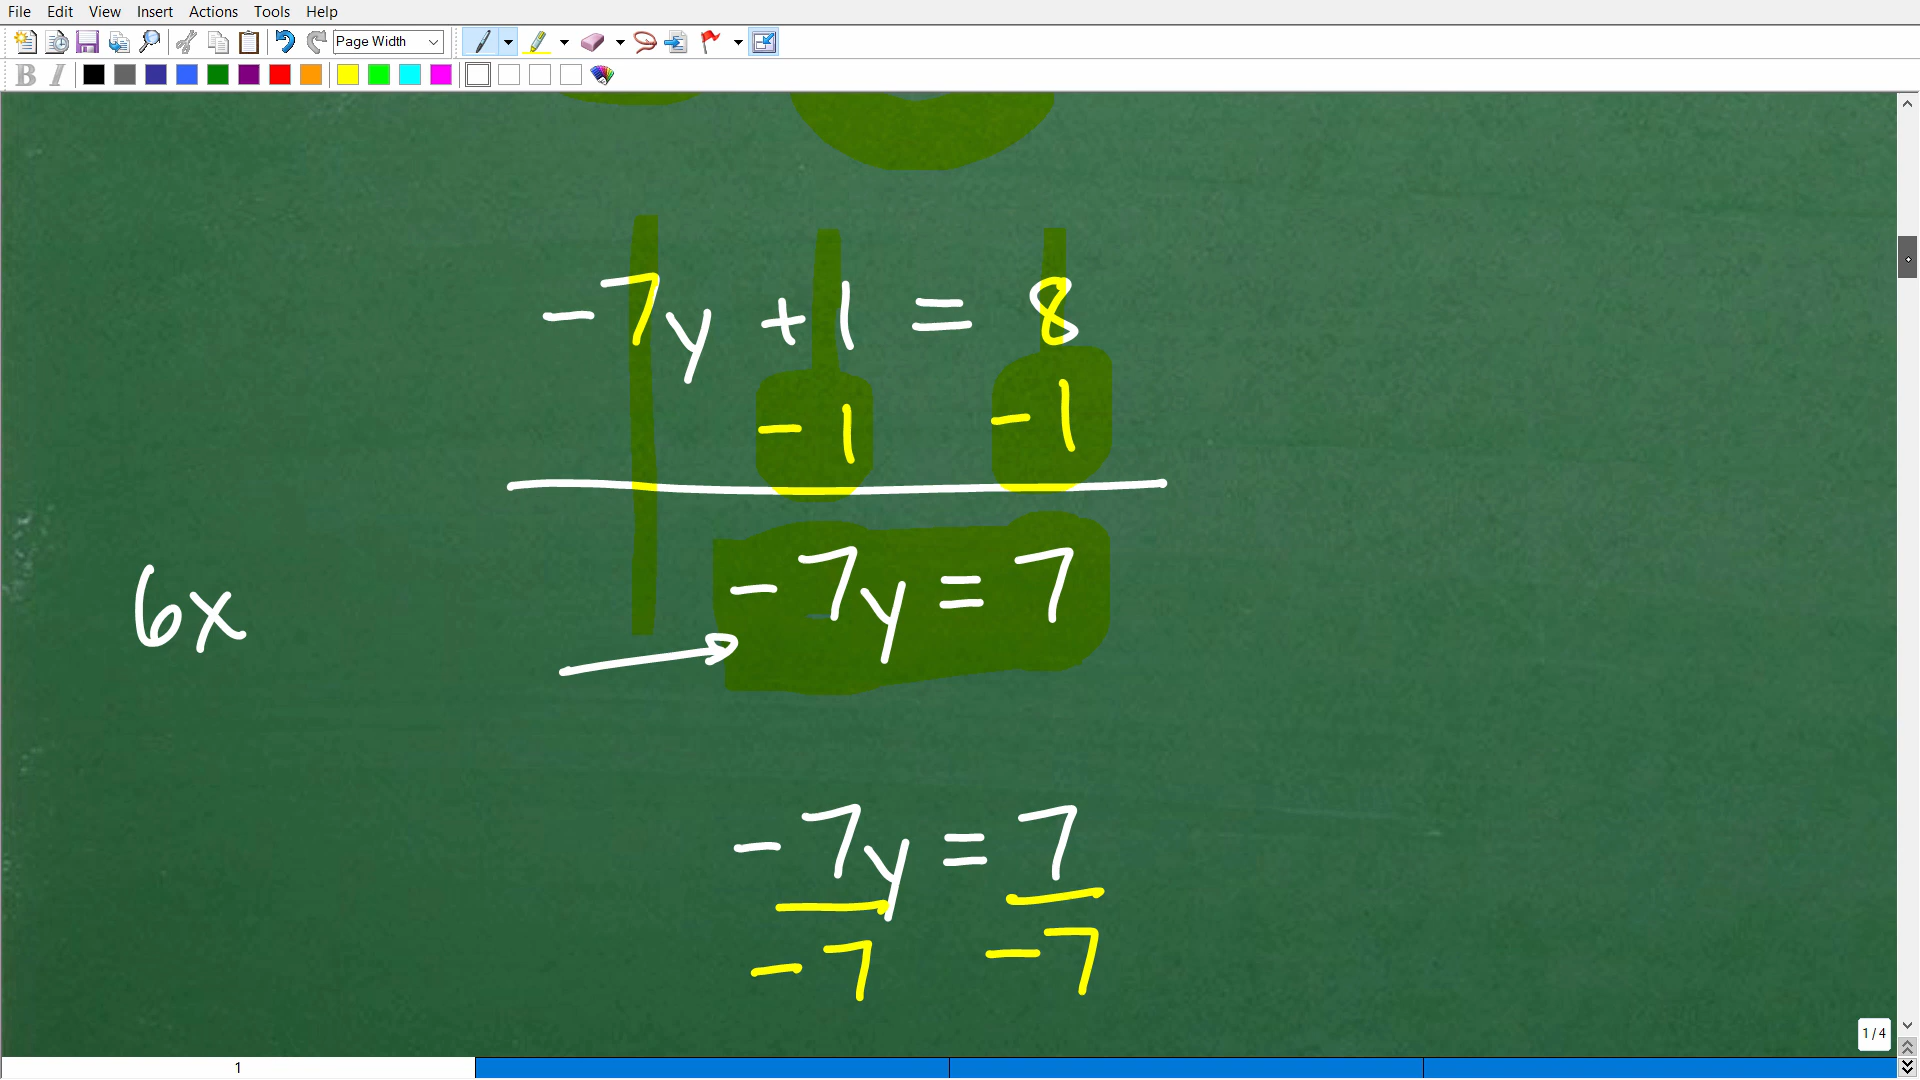 File Edit View Insert Actions Tools Help
Page Width
B I
-7y + 1 = 8
-1 -1
-7y = 7
6x
-7y = 7
-7 -7
1 / 4
1